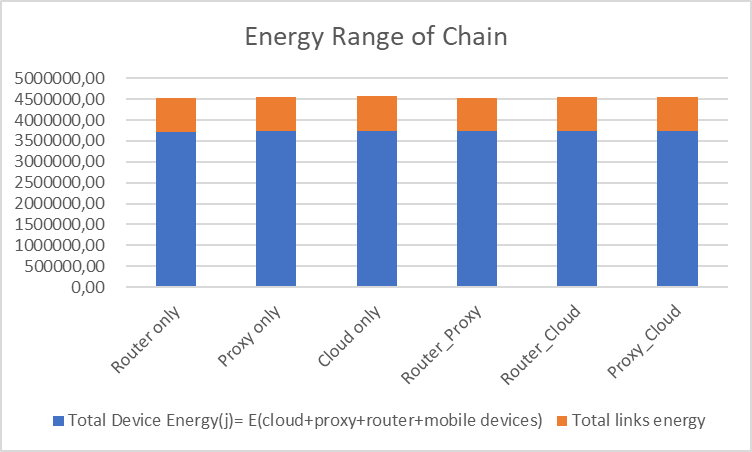 Energy Range of Chain
5000000,00
4500000,00
4000000,00
3500000,00
3000000,00
2500000,00
2000000,00
1500000,00
1000000,00
500000,00
0,00
Router only
Proxy only
Cloud only
Router_Proxy
Router_Cloud
Proxy_Cloud
Total Device Energy(j)= E(cloud+proxy+router+mobile devices)
Total links energy